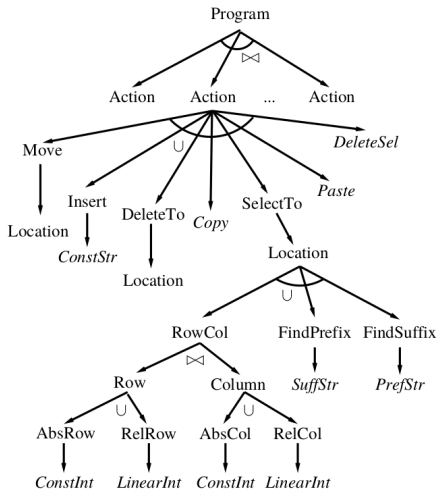 Program
⋈
Action Action ... Action
∪
Move Insert DeleteTo Copy SelectTo Paste DeleteSel
Location ConstStr Location Location
∪
RowCol FindPrefix FindSuffix
⋈
Row Column SuffStr PrefStr
∪ ∪
AbsRow RelRow AbsCol RelCol
ConstInt LinearInt ConstInt LinearInt